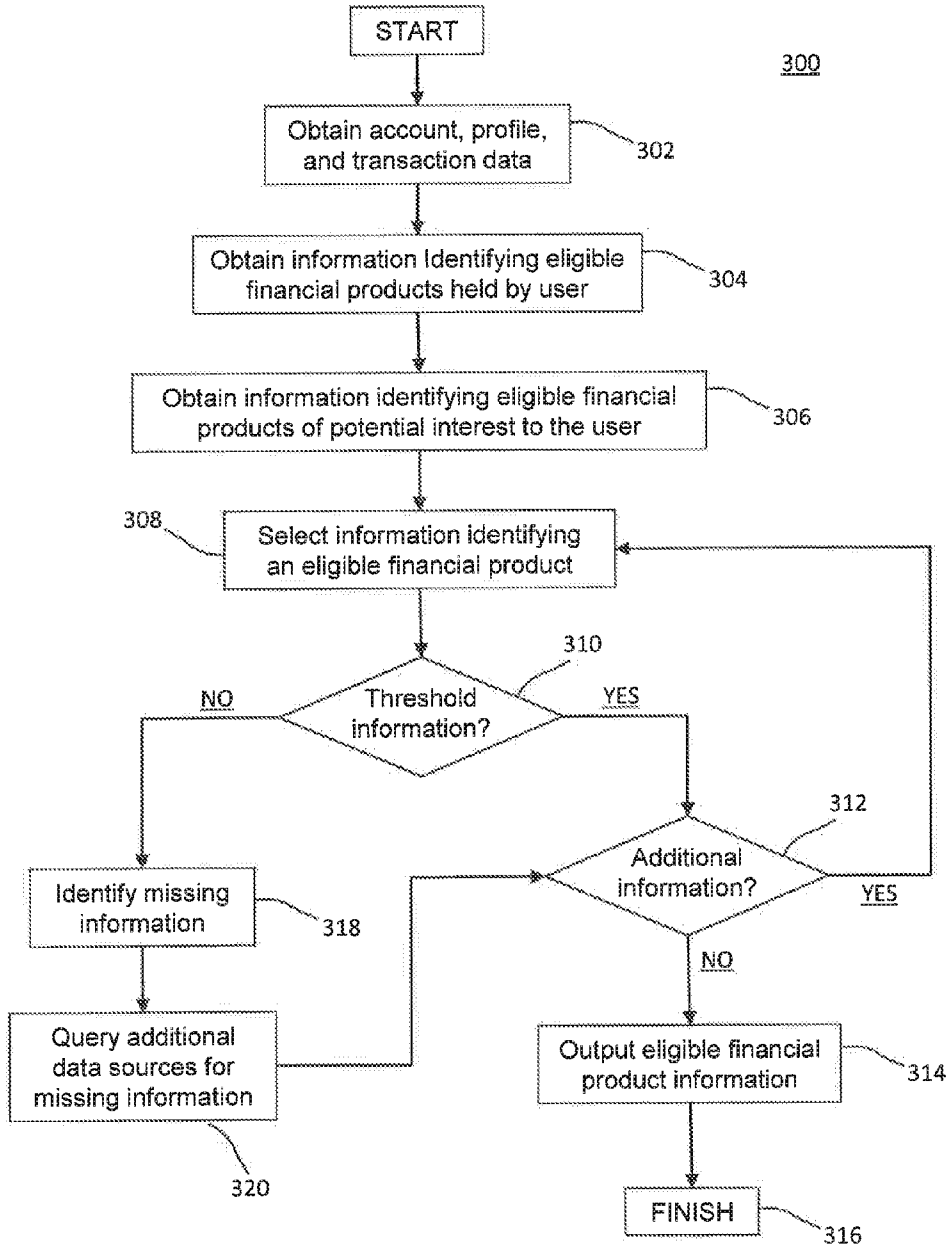 START
300
Obtain account, profile,
and transaction data
302
Obtain information Identifying eligible
financial products held by user
304
Obtain information identifying eligible financial
products of potential interest to the user
306
308
Select information identifying
an eligible financial product
310
NO
Threshold
information?
YES
312
Additional
information?
YES
Identify missing
information
318
NO
Query additional
data sources for
missing information
320
Output eligible financial
product information
314
FINISH
316